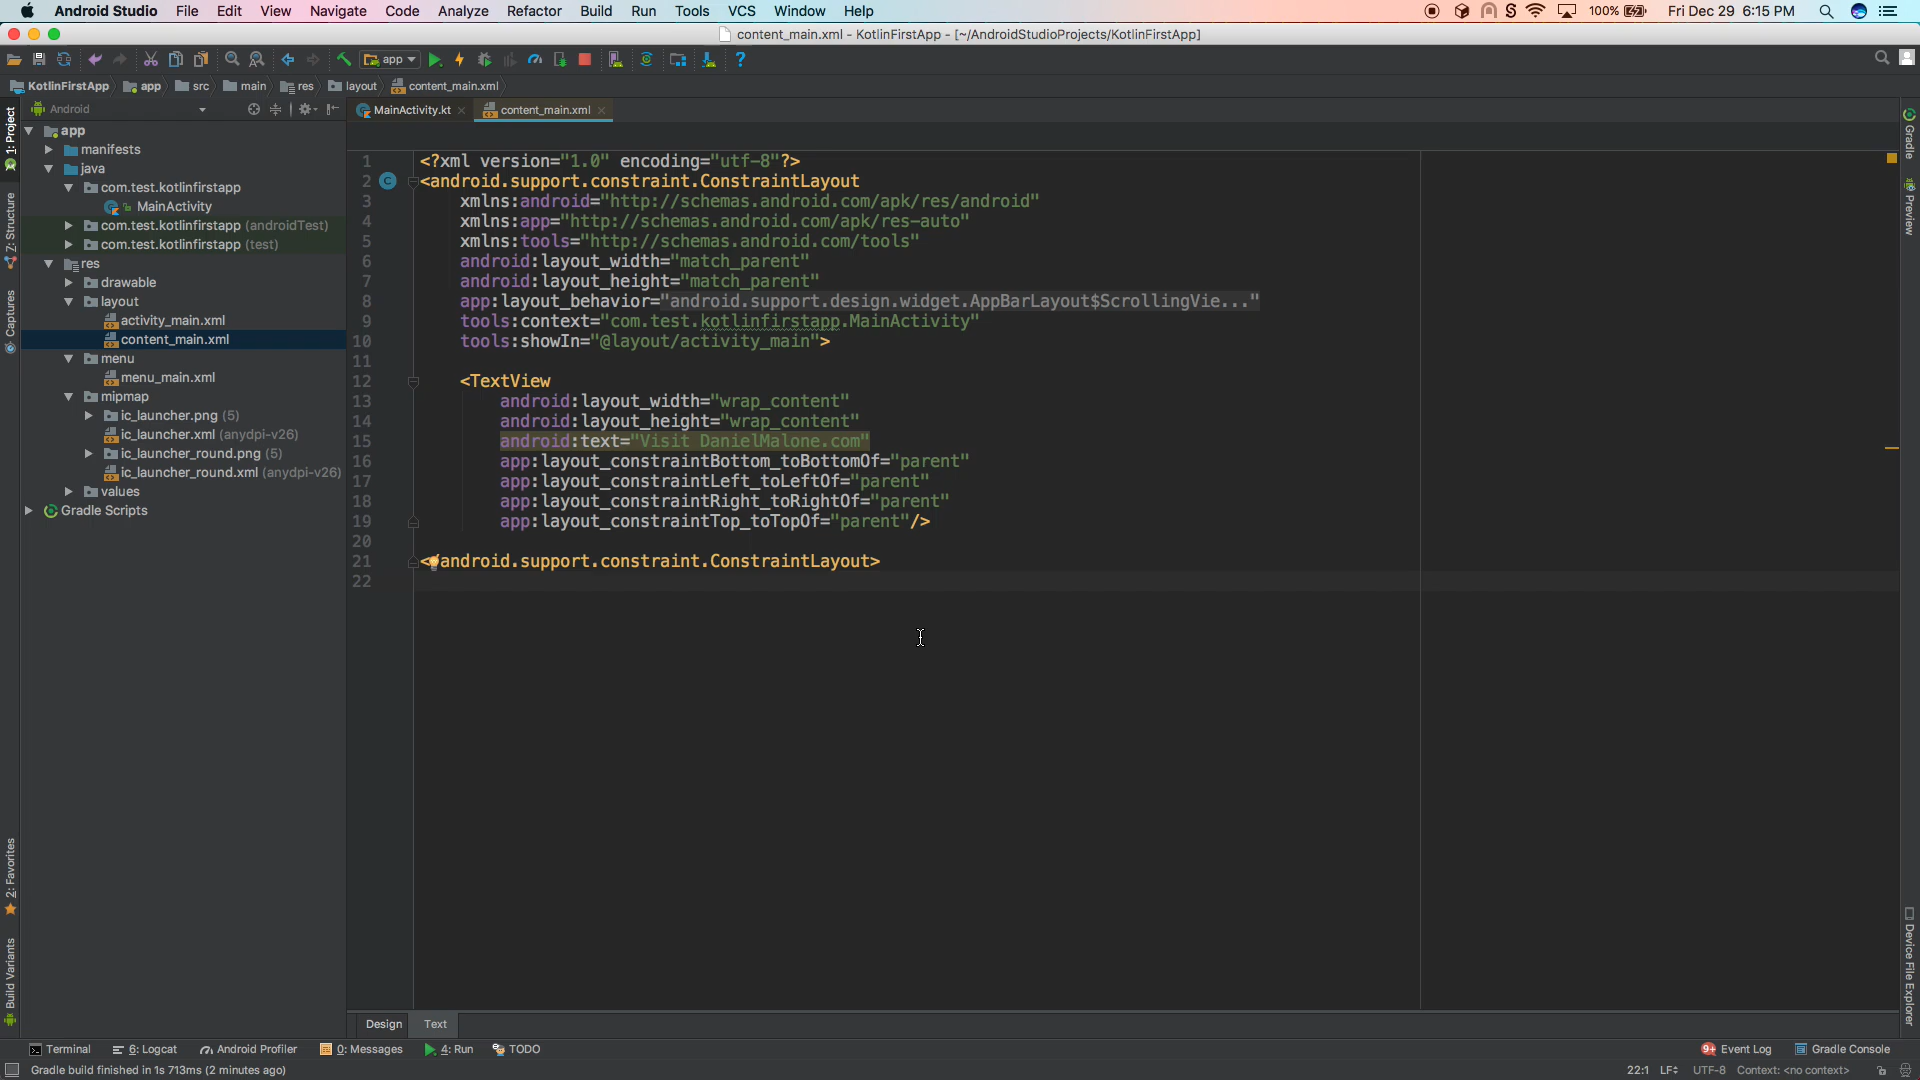 Android Studio File Edit View Navigate Code Analyze Refactor Build Run Tools VCS Window Help 100% Fri Dec 29 6:15 PM
content_main.xml - KotlinFirstApp - [~/AndroidStudioProjects/KotlinFirstApp]
app
KotlinFirstApp app src main res layout content_main.xml
Android
MainActivity.kt content_main.xml
1: Project
Z: Structure
Captures
2: Favorites
Build Variants
app
manifests
java
com.test.kotlinfirstapp
MainActivity
com.test.kotlinfirstapp (androidTest)
com.test.kotlinfirstapp (test)
res
drawable
layout
activity_main.xml
content_main.xml
menu
menu_main.xml
mipmap
ic_launcher.png (5)
ic_launcher.xml (anydpi-v26)
ic_launcher_round.png (5)
ic_launcher_round.xml (anydpi-v26)
values
Gradle Scripts
1 <?xml version="1.0" encoding="utf-8"?>
2 <android.support.constraint.ConstraintLayout
3 xmlns:android="http://schemas.android.com/apk/res/android"
4 xmlns:app="http://schemas.android.com/apk/res-auto"
5 xmlns:tools="http://schemas.android.com/tools"
6 android:layout_width="match_parent"
7 android:layout_height="match_parent"
8 app:layout_behavior="android.support.design.widget.AppBarLayout$ScrollingVie..."
9 tools:context="com.test.kotlinfirstapp.MainActivity"
10 tools:showIn="@layout/activity_main">
11
12 <TextView
13 android:layout_width="wrap_content"
14 android:layout_height="wrap_content"
15 android:text="Visit DanielMalone.com"
16 app:layout_constraintBottom_toBottomOf="parent"
17 app:layout_constraintLeft_toLeftOf="parent"
18 app:layout_constraintRight_toRightOf="parent"
19 app:layout_constraintTop_toTopOf="parent"/>
20
21 </android.support.constraint.ConstraintLayout>
22
Gradle
Preview
Device File Explorer
Design Text
Terminal 6: Logcat Android Profiler 0: Messages 4: Run TODO 9+ Event Log Gradle Console
Gradle build finished in 1s 713ms (2 minutes ago) 22:1 LF÷ UTF-8 Context: <no context>